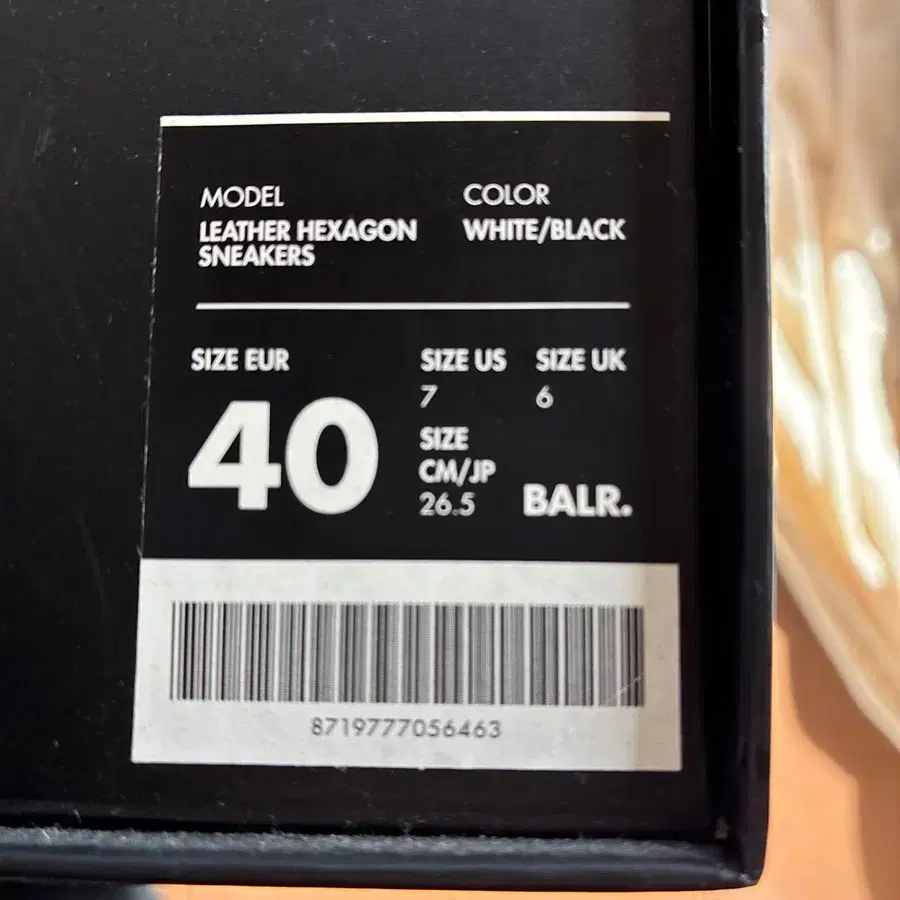 MODEL
LEATHER HEXAGON
SNEAKERS
COLOR
WHITE/BLACK
SIZE EUR
40
SIZE US
7
SIZE UK
6
SIZE
CM/JP
26.5
BALR.
8719777056463